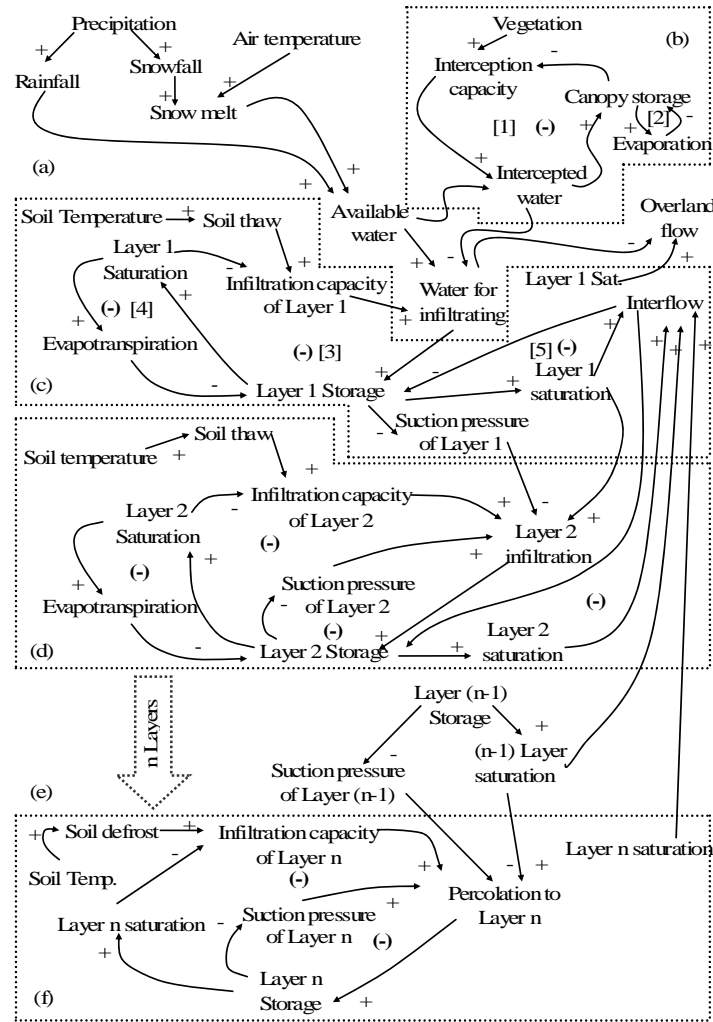 Precipitation
+
+
Rainfall
Snowfall
Air temperature
+
+
Snow melt
(a)
+
+
Available
water
Vegetation
(b)
+
-
Interception
capacity
Canopy storage
[1]
(-)
+
[2]
+
-
Evaporation
+
Intercepted
water
Overland
flow
Soil Temperature
+
Soil thaw
Layer 1
Saturation
-
+
Infiltration capacity
of Layer 1
+
-
Water for
infiltrating
+
-
+
Layer 1 Sat.
+
(-) [4]
+
Evapotranspiration
(-) [3]
+
(c)
-
Layer 1 Storage
Interflow
[5]
(-)
+
-
+
Layer 1
saturation
+
+
+
-
Suction pressure
of Layer 1
Soil thaw
Soil temperature
+
+
Infiltration capacity
of Layer 2
Layer 2
Saturation
-
(-)
+
-
+
Layer 2
infiltration
(-)
+
+
+
Evapotranspiration
-
Suction pressure
of Layer 2
(-)
(-)
+
(d)
-
Layer 2 Storage
+
Layer 2
saturation
n Layers
Layer (n-1)
Storage
+
(n-1) Layer
saturation
-
Suction pressure
of Layer (n-1)
(e)
+
Soil defrost
+
Infiltration capacity
of Layer n
-
Soil Temp.
(-)
+
-
+
Layer n saturation
Percolation to
Layer n
Layer n saturation
-
Suction pressure
of Layer n
+
(-)
+
Layer n
Storage
+
(f)